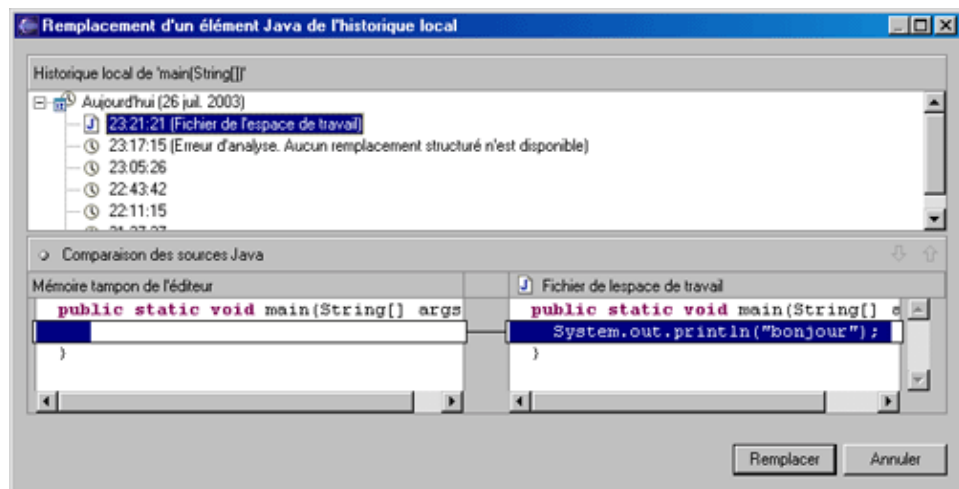 Remplacement d'un élément Java de l'historique local
Historique local de 'main(String[])'
Aujourd'hui (26 juil. 2003)
23:21:21 (Fichier de l'espace de travail)
23:17:15 (Erreur d'analyse. Aucun remplacement structuré n'est disponible)
23:05:26
22:43:42
22:11:15
Comparaison des sources Java
Mémoire tampon de l'éditeur
Fichier de lespace de travail
public static void main(String[] args
public static void main(String[]
System.out.println("bonjour");
}
}
Remplacer
Annuler